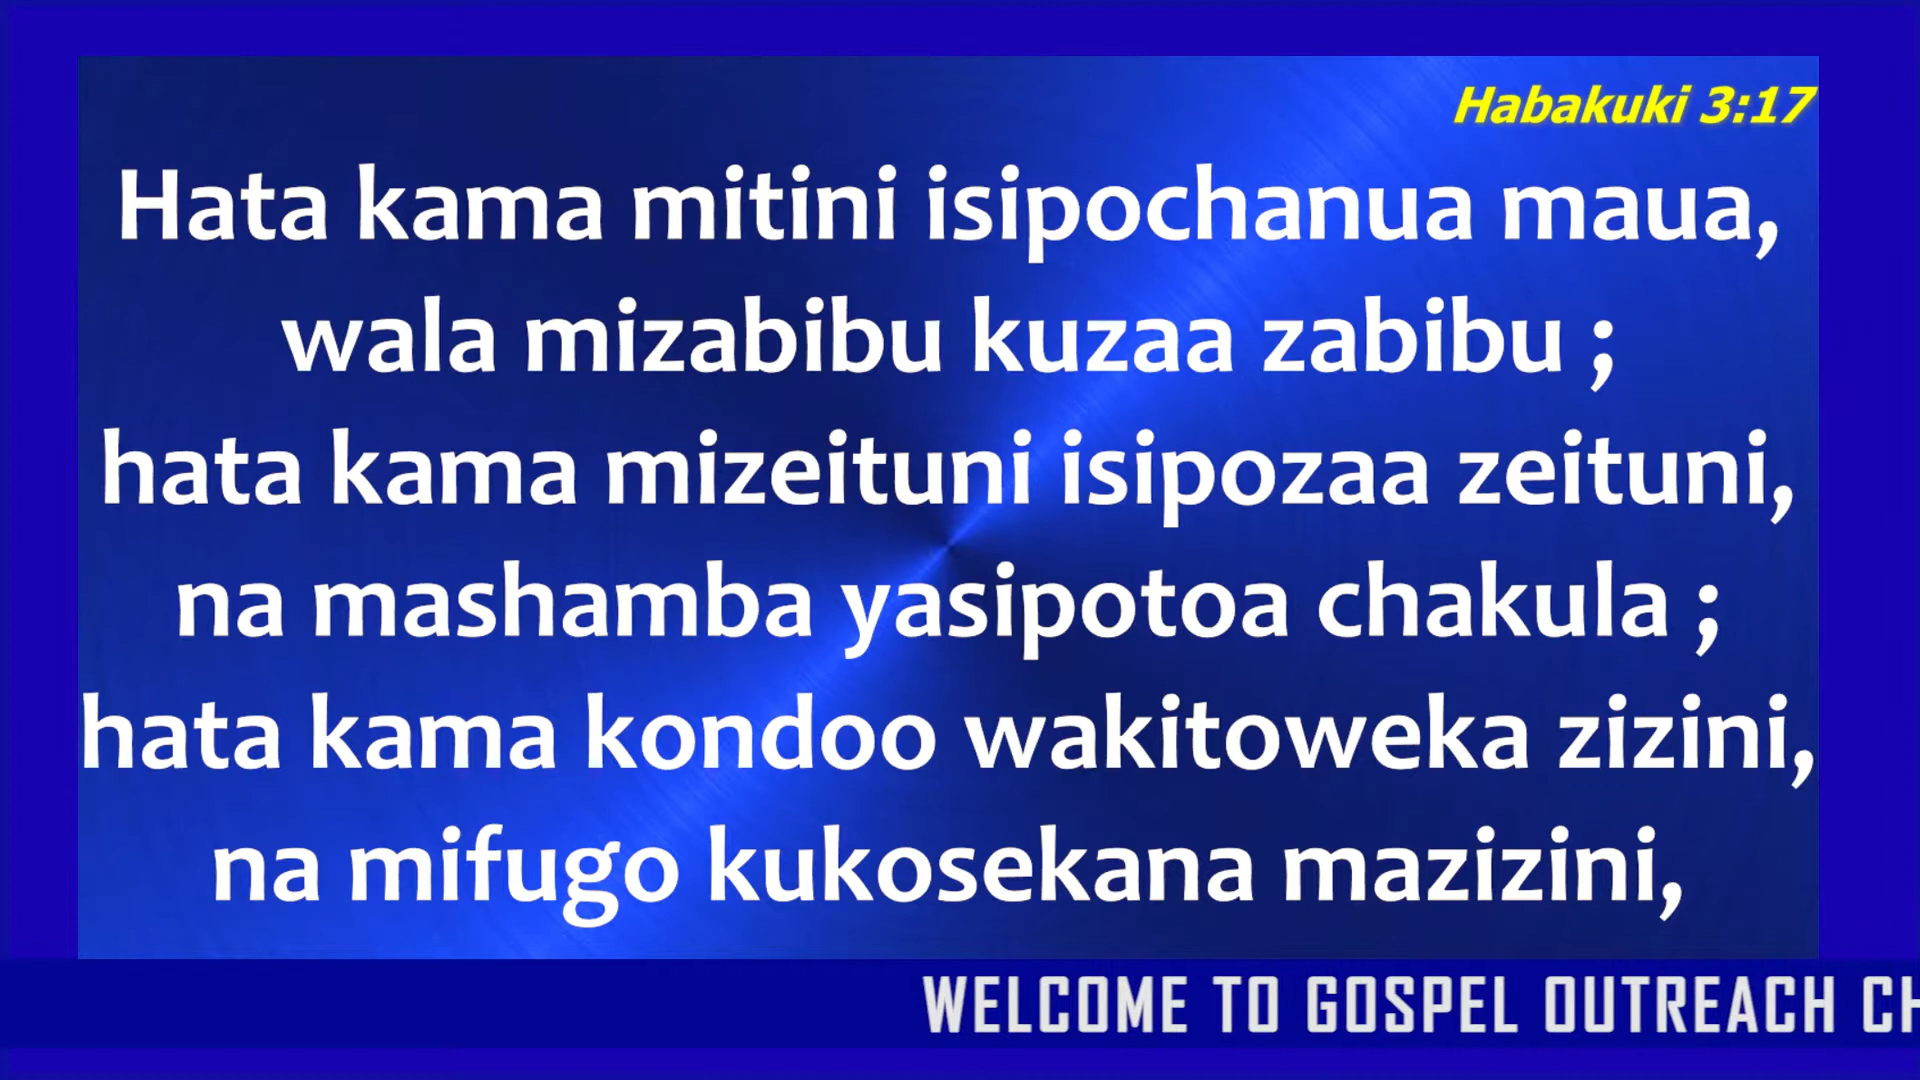 Habakuki 3:17
Hata kama mitini isipochanua maua,
wala mizabibu kuzaa zabibu ;
hata kama mizeituni isipozaa zeituni,
na mashamba yasipotoa chakula ;
hata kama kondoo wakitoweka zizini,
na mifugo kukosekana mazizini,
WELCOME TO GOSPEL OUTREACH CH